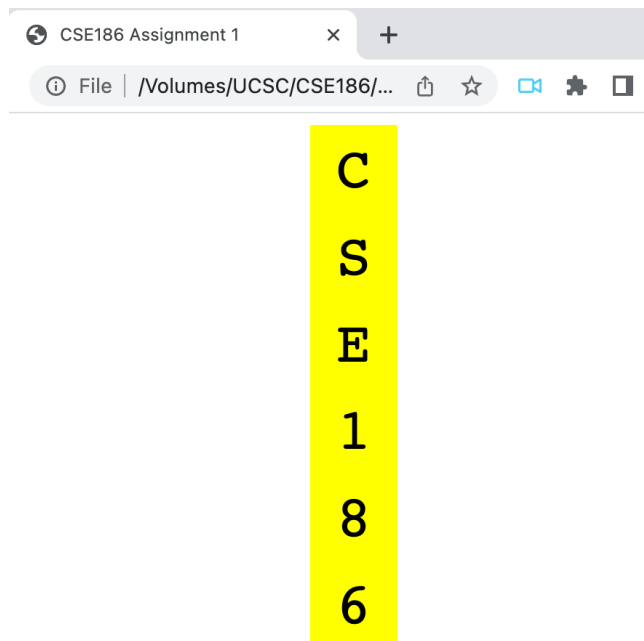 CSE186 Assignment 1
File | /Volumes/UCSC/CSE186/...
C
S
E
1
8
6